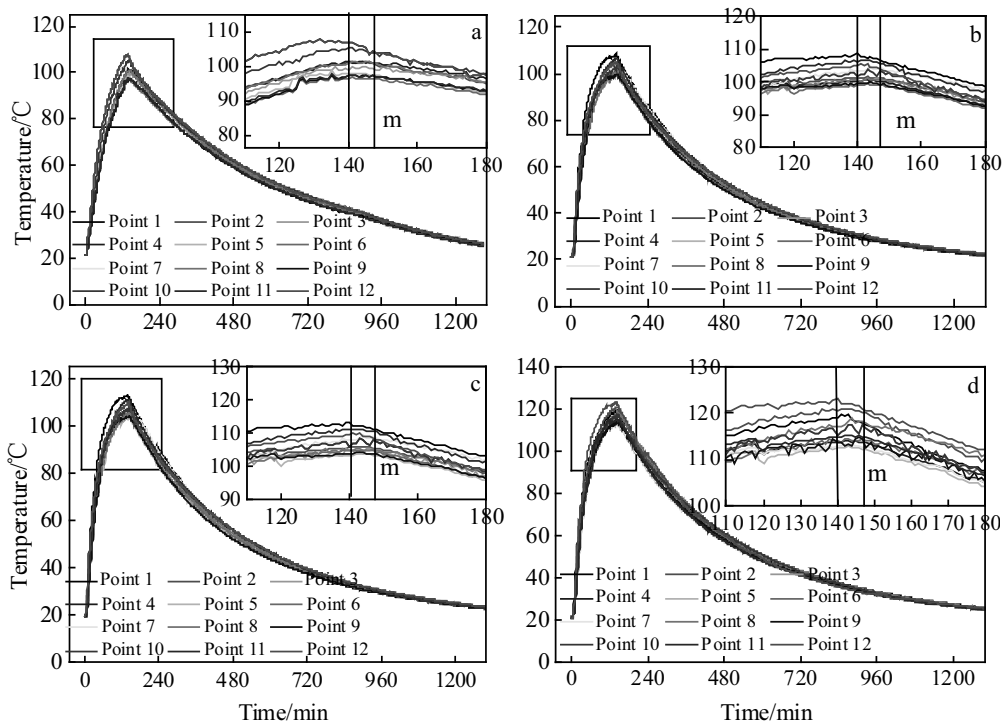 a
105
100
90
80
120 140 160 180
m
120
100
80
60
40
20
0
Temperature/℃
Point 1 Point 2 Point 3
Point 4 Point 5 Point 6
Point 7 Point 8 Point 9
Point 10 Point 11 Point 12
0 240 480 720 960 1200
b
120
110
100
90
80
120 140 160 180
m
120
100
80
60
40
20
0
Point 1 Point 2 Point 3
Point 4 Point 5 Point 6
Point 7 Point 8 Point 9
Point 10 Point 11 Point 12
0 240 480 720 960 1200
c
130
120
110
100
90
120 140 160 180
m
120
100
80
60
40
20
0
Temperature/℃
Point 1 Point 2 Point 3
Point 4 Point 5 Point 6
Point 7 Point 8 Point 9
Point 10 Point 11 Point 12
0 240 480 720 960 1200
Time/min
d
130
120
110
100
110 120 130 140 150 160 170 180
m
140
120
100
80
60
40
20
0
Point 1 Point 2 Point 3
Point 4 Point 5 Point 6
Point 7 Point 8 Point 9
Point 10 Point 11 Point 12
0 240 480 720 960 1200
Time/min